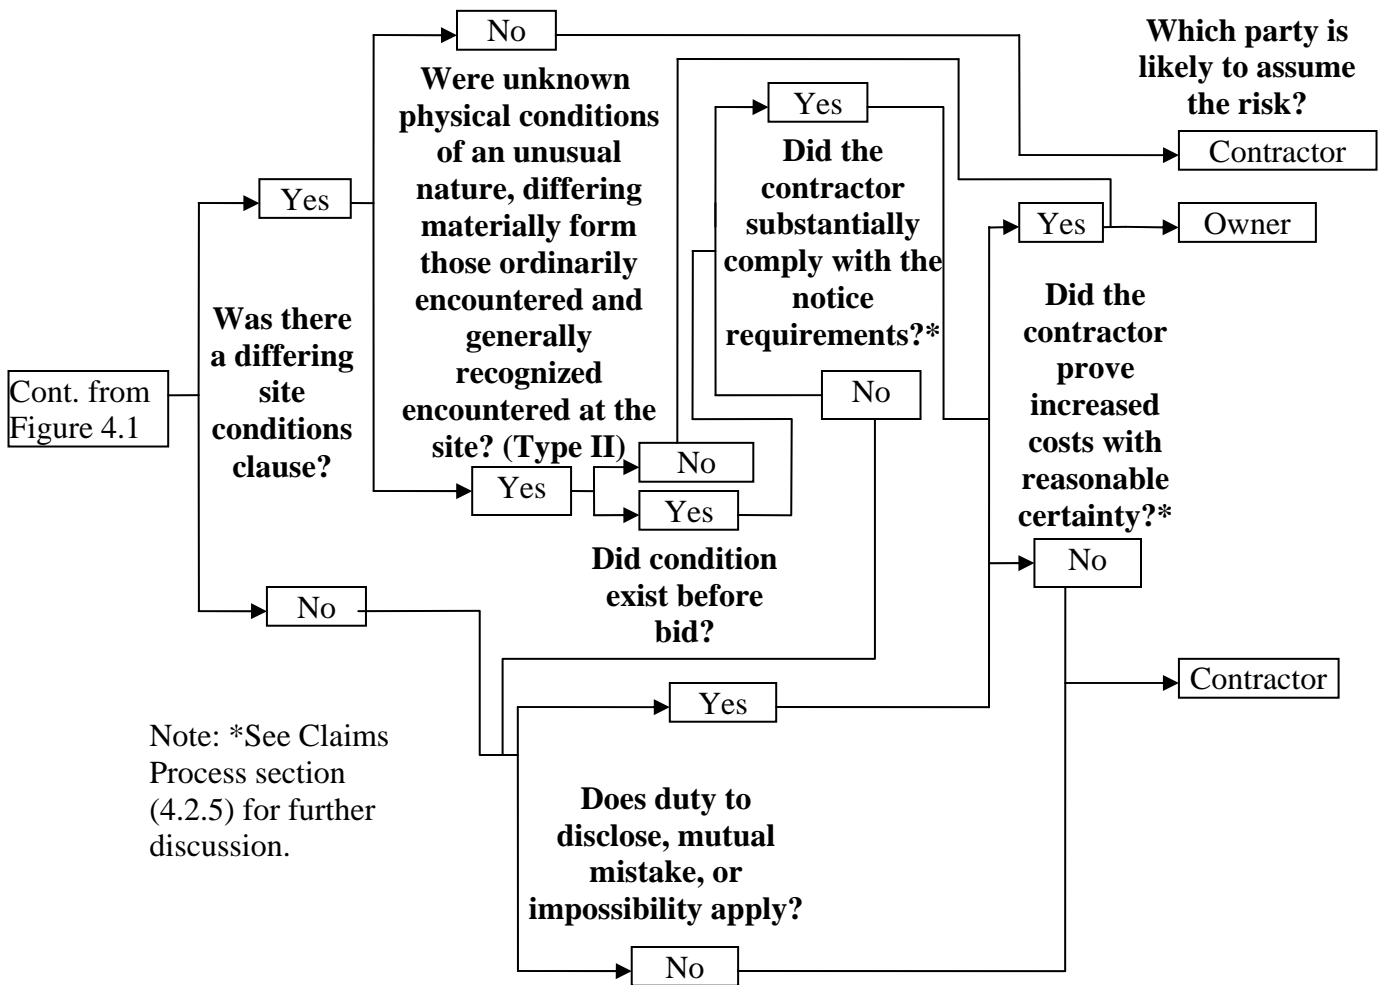 No
Which party is
likely to assume
the risk?
Contractor
Were unknown
physical conditions
of an unusual
nature, differing
materially form
those ordinarily
encountered and
generally
recognized
encountered at the
site? (Type II)
Yes
Did the
contractor
substantially
comply with the
notice
requirements?*
No
Yes
Yes
Owner
Did the
contractor
prove
increased
costs with
reasonable
certainty?*
No
Contractor
Was there
a differing
site
conditions
clause?
Cont. from
Figure 4.1
Yes
No
Yes
Did condition
exist before
bid?
No
Yes
Does duty to
disclose, mutual
mistake, or
impossibility apply?
No
Note: *See Claims
Process section
(4.2.5) for further
discussion.